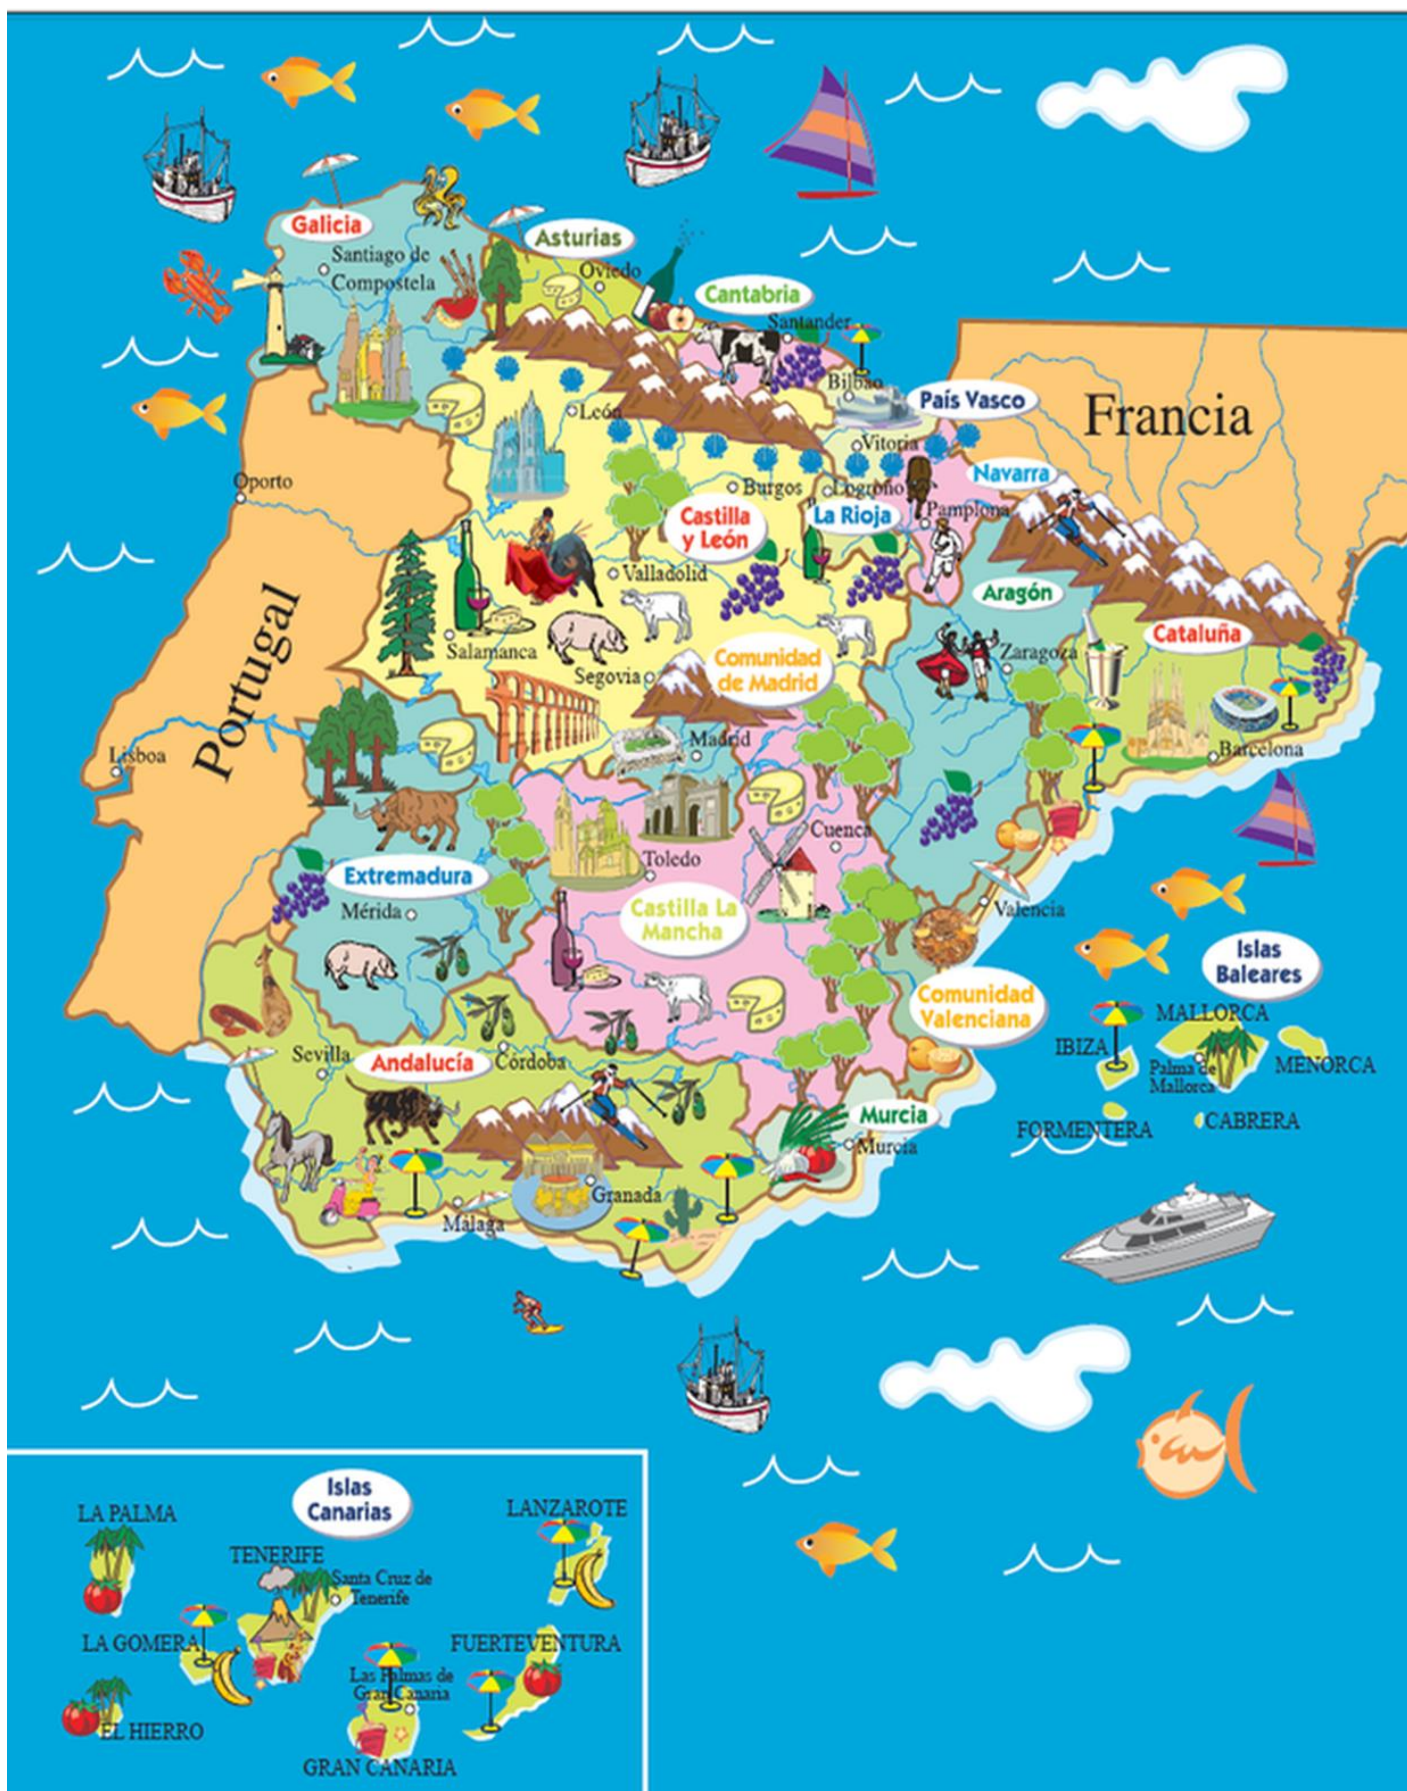 Galicia
Santiago de
Compostela
Asturias
Oviedo
Cantabria
Santander
Bilbao
País Vasco
Francia
León
Vitoria
Navarra
Oporto
Burgos
Logroño
Castilla
y León
La Rioja
Pamplona
Valladolid
Aragón
Cataluña
Portugal
Salamanca
Segovia
Comunidad
de Madrid
Zaragoza
Lisboa
Madrid
Barcelona
Cuenca
Toledo
Extremadura
Mérida
Castilla La
Mancha
Valencia
Islas
Baleares
Comunidad
Valenciana
MALLORCA
IBIZA
Palma de
Mallorca
MENORCA
Sevilla
Andalucía
Córdoba
FORMENTERA
CABRERA
Murcia
Murcia
Granada
Málaga
Islas
Canarias
LA PALMA
LANZAROTE
TENERIFE
Santa Cruz de
Tenerife
LA GOMERA
FUERTEVENTURA
Las Palmas de
Gran Canaria
EL HIERRO
GRAN CANARIA